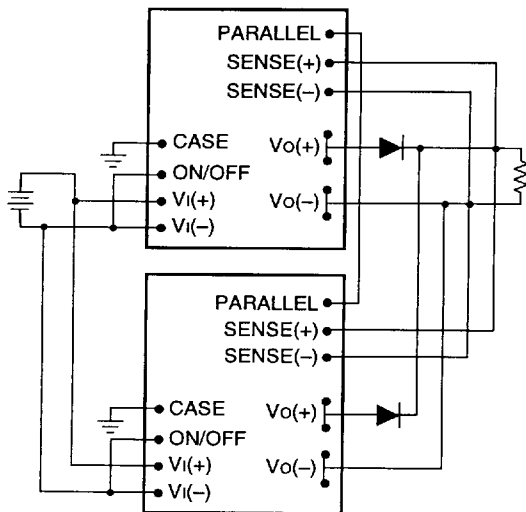 PARALLEL
SENSE(+)
SENSE(–)
CASE
VO(+)
ON/OFF
VI(+)
VO(–)
VI(–)
PARALLEL
SENSE(+)
SENSE(–)
CASE
VO(+)
ON/OFF
VI(+)
VO(–)
VI(–)